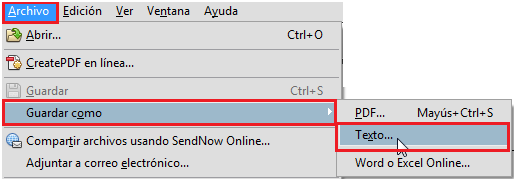 Archivo Edición Ver Ventana Ayuda
Abrir... Ctrl+O
CreatePDF en línea...
Guardar Ctrl+S
Guardar como
PDF... Mayús+Ctrl+S
Texto...
Compartir archivos usando SendNow Online...
Adjuntar a correo electrónico...
Word o Excel Online...